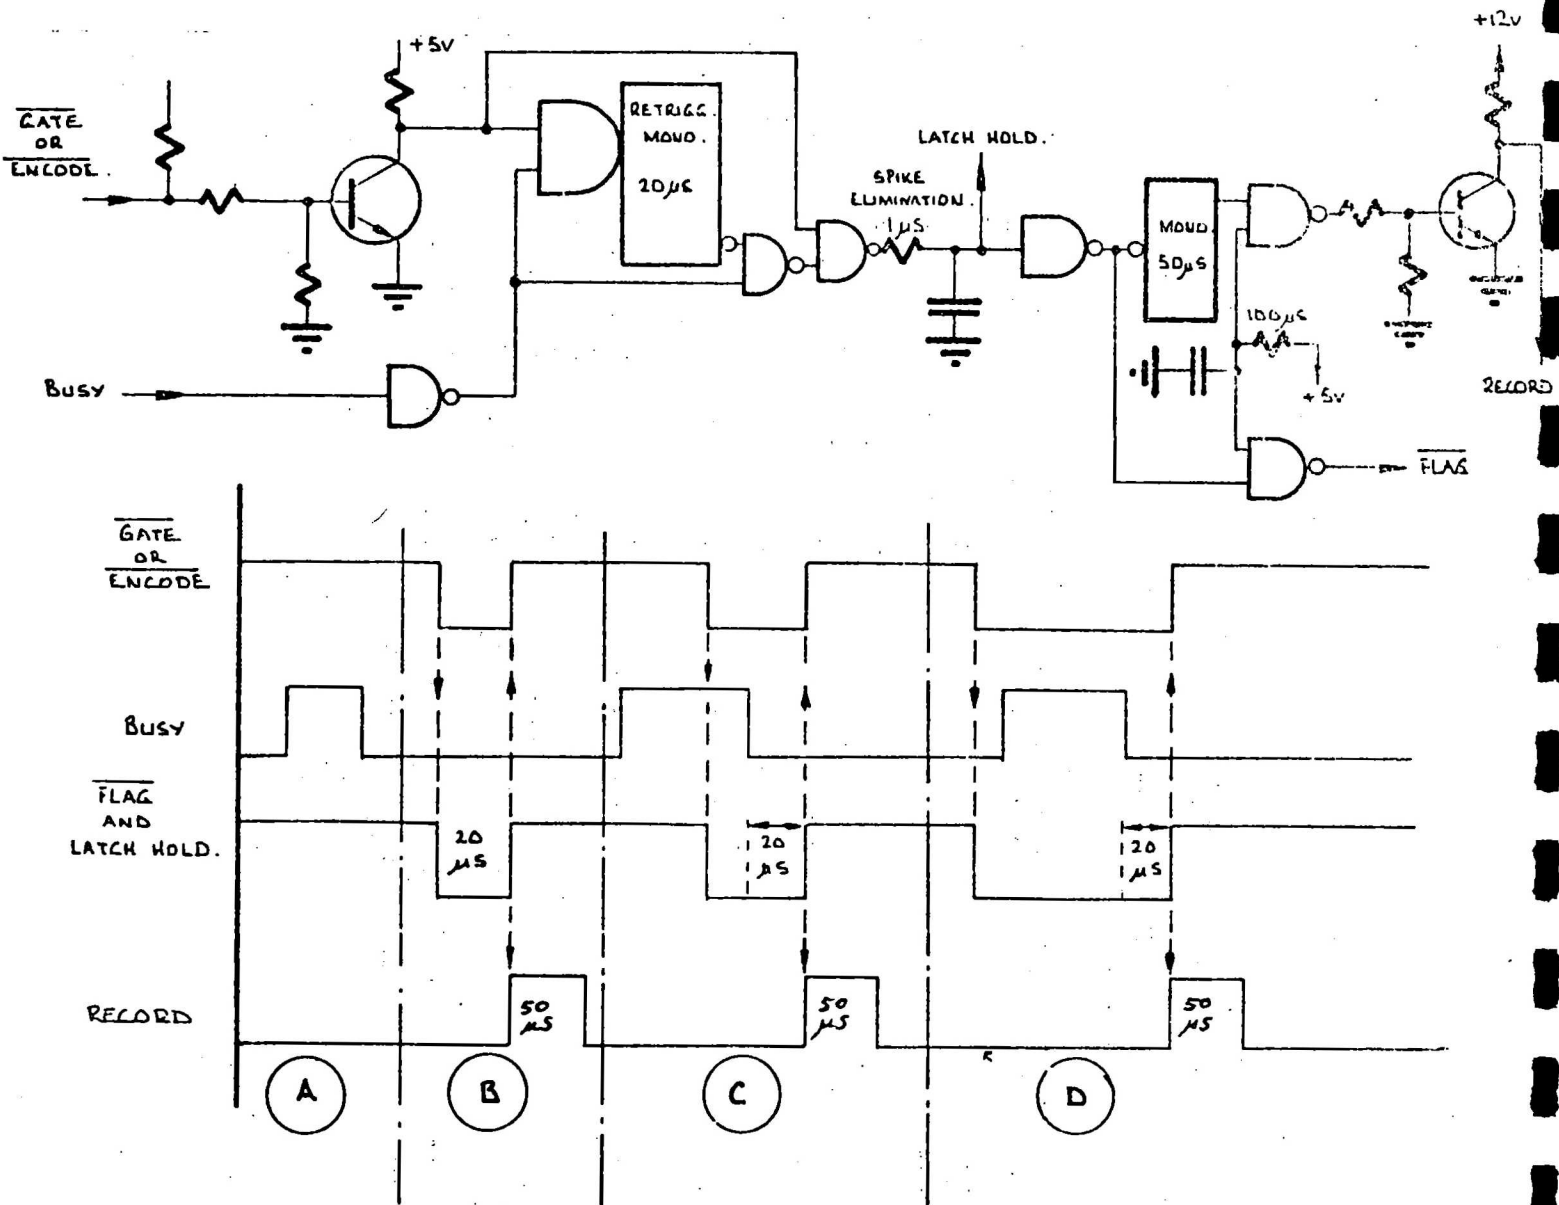 +12V
+5V
GATE
OR
ENCODE.
RETRIGG.
MONO.
20µS
LATCH HOLD.
SPIKE
ELIMINATION.
1µS
MONO.
50µS
100µS
+5V
BUSY
RECORD
FLAG
GATE
OR
ENCODE
BUSY
FLAG
AND
LATCH HOLD.
20
µS
20
µS
20
µS
RECORD
50
µS
50
µS
50
µS
A
B
C
D